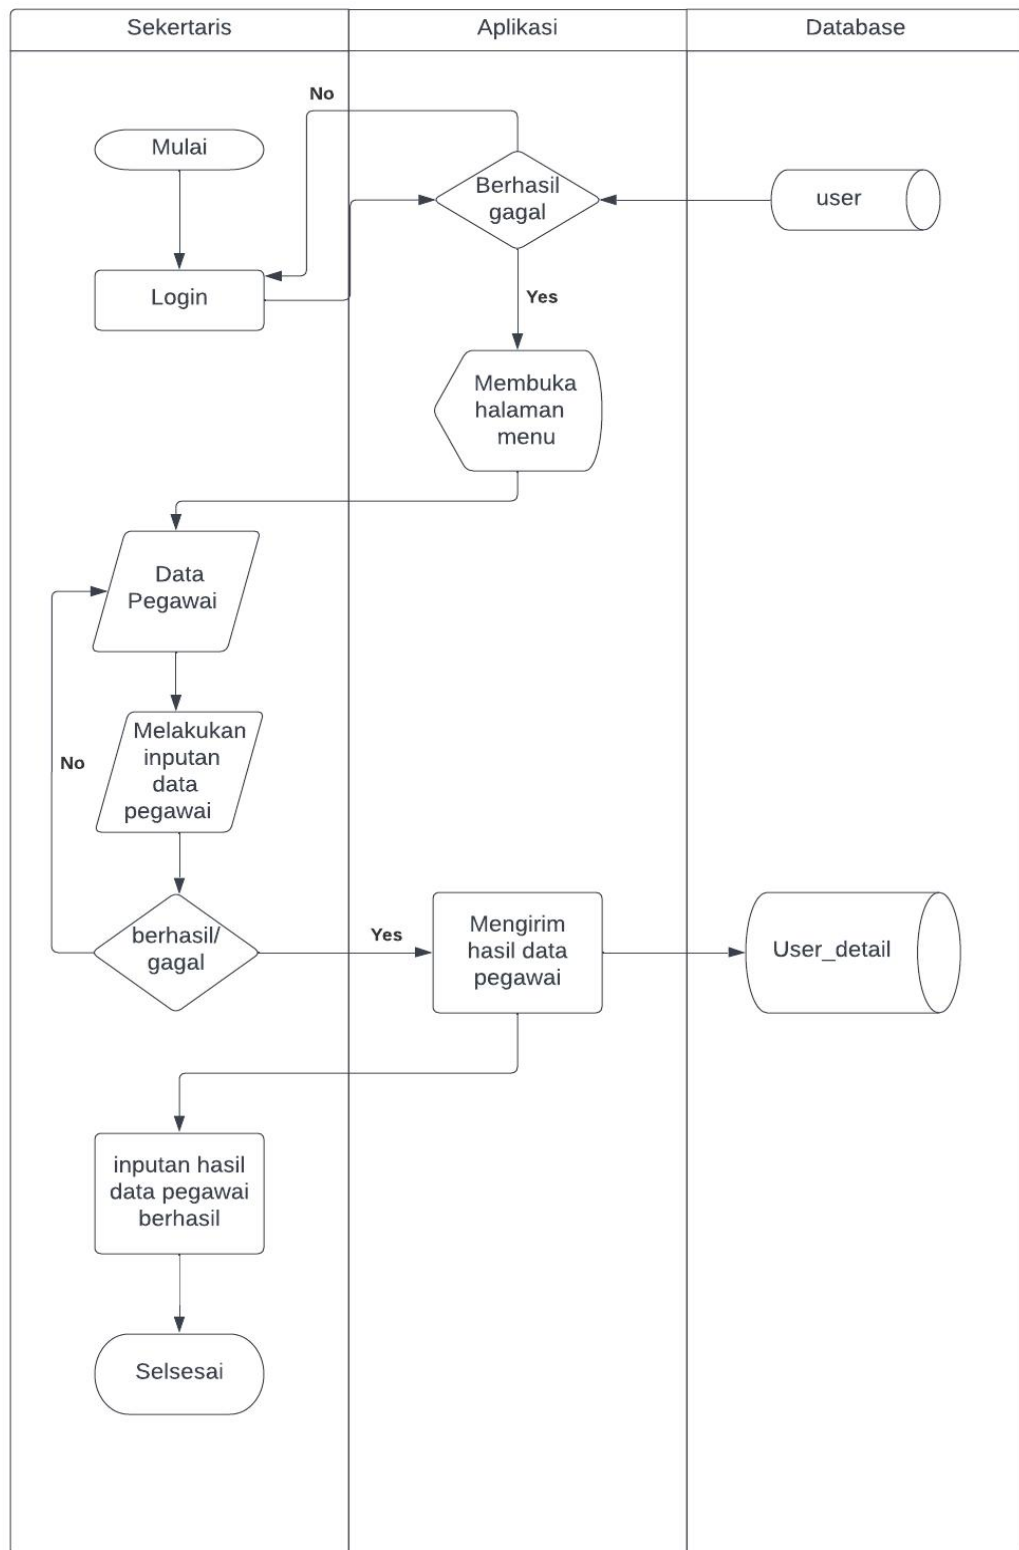 Sekertaris
Aplikasi
Database
No
Mulai
Berhasil
gagal
user
Login
Yes
Membuka
halaman
menu
Data
Pegawai
Melakukan
inputan
data
pegawai
No
berhasil/
gagal
Yes
Mengirim
hasil data
pegawai
User_detail
inputan hasil
data pegawai
berhasil
Selsesai